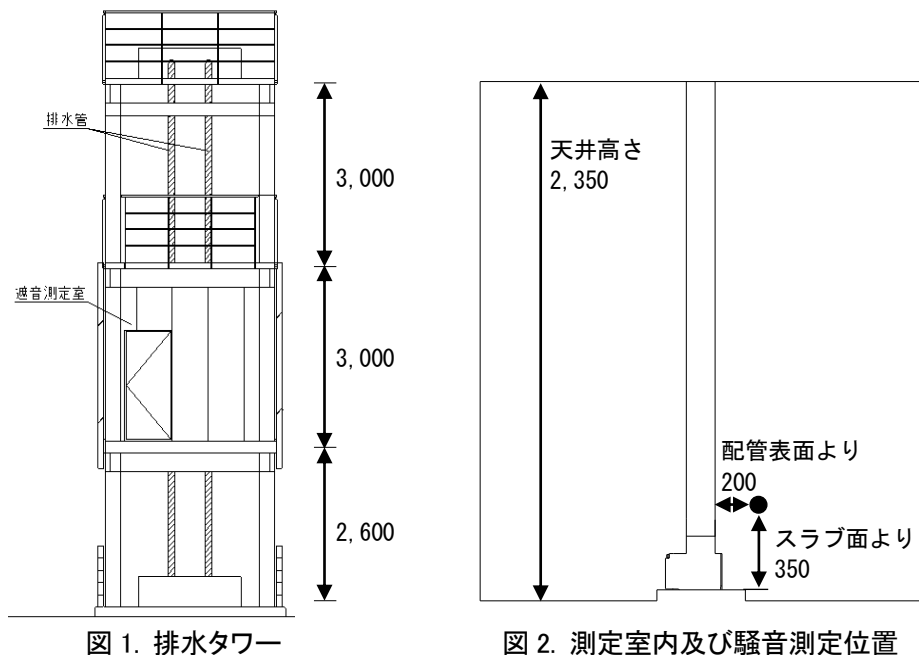 排水管
3,000
遮音測定室
3,000
2,600
図 1. 排水タワー
天井高さ
2,350
配管表面より
200
スラブ面より
350
図 2. 測定室内及び騒音測定位置